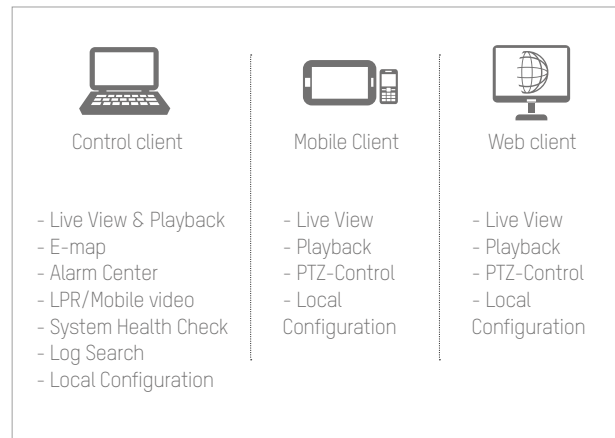 Control client
- Live View & Playback
- E-map
- Alarm Center
- LPR/Mobile video
- System Health Check
- Log Search
- Local Configuration
Mobile Client
- Live View
- Playback
- PTZ-Control
- Local
Configuration
Web client
- Live View
- Playback
- PTZ-Control
- Local
Configuration